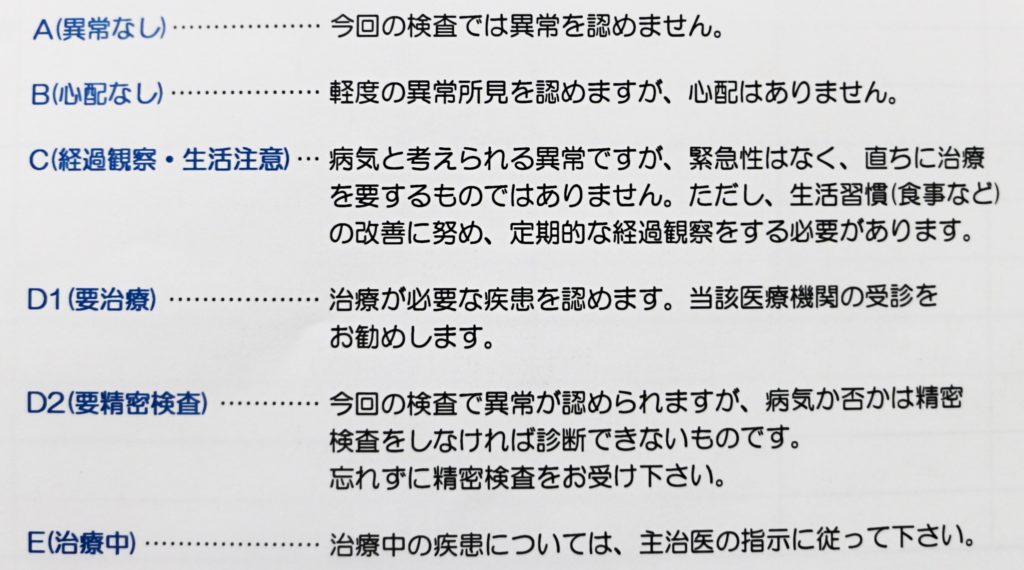 A(異常なし)………………… 今回の検査では異常を認めません。
B(心配なし)………………… 軽度の異常所見を認めますが、心配はありません。
C(経過観察・生活注意)… 病気と考えられる異常ですが、緊急性はなく、直ちに治療
を要するものではありません。ただし、生活習慣(食事など)
の改善に努め、定期的な経過観察をする必要があります。
D1(要治療)………………… 治療が必要な疾患を認めます。当該医療機関の受診を
お勧めします。
D2(要精密検査)………… 今回の検査で異常が認められますが、病気か否かは精密
検査をしなければ診断できないものです。
忘れずに精密検査をお受け下さい。
E(治療中)…………………… 治療中の疾患については、主治医の指示に従って下さい。